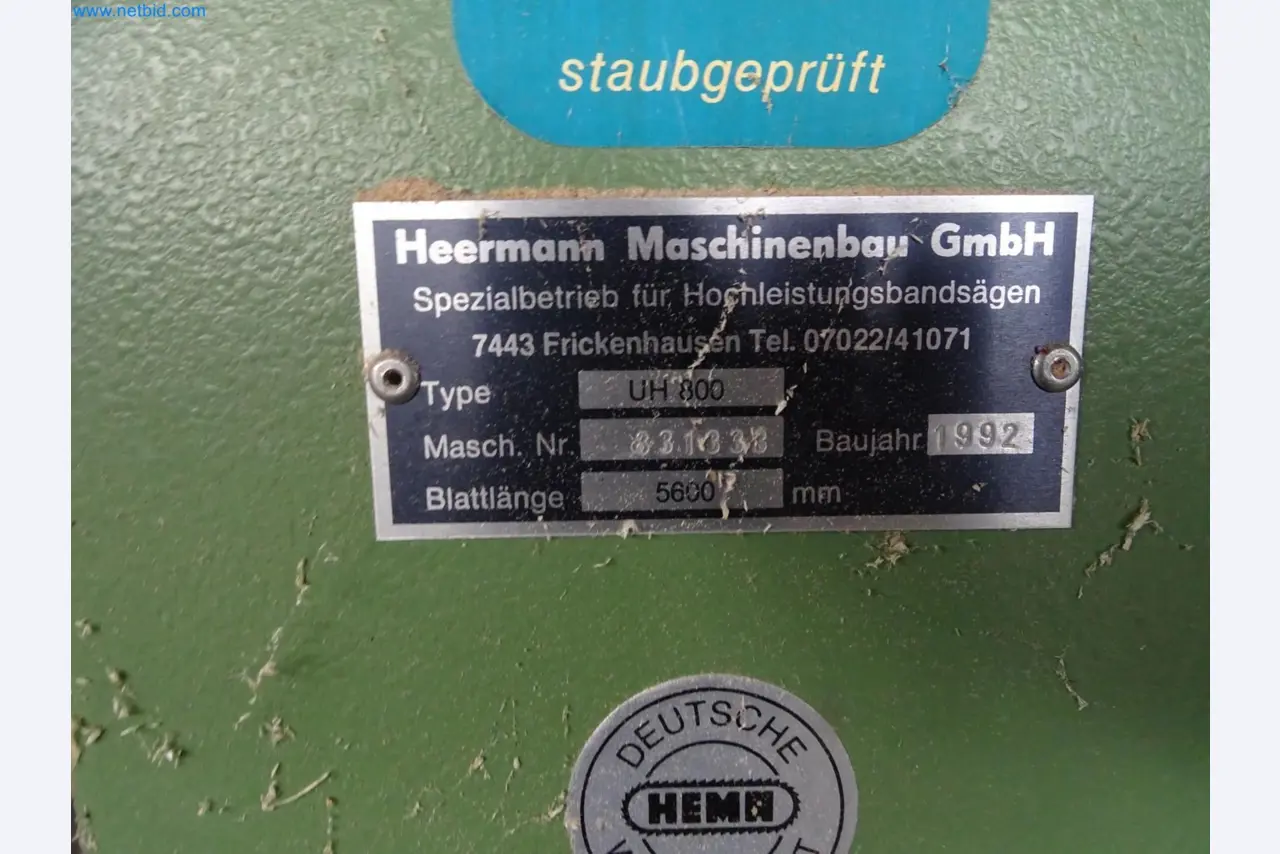 www.netbid.com
staubgeprüft
Heermann Maschinenbau GmbH
Spezialbetrieb für Hochleistungsbandsägen
7443 Frickenhausen Tel. 07022/41071
Type UH 800
Masch. Nr Baujahr 1992
Blattlänge 5600 mm
DEUTSCHE
HEMA